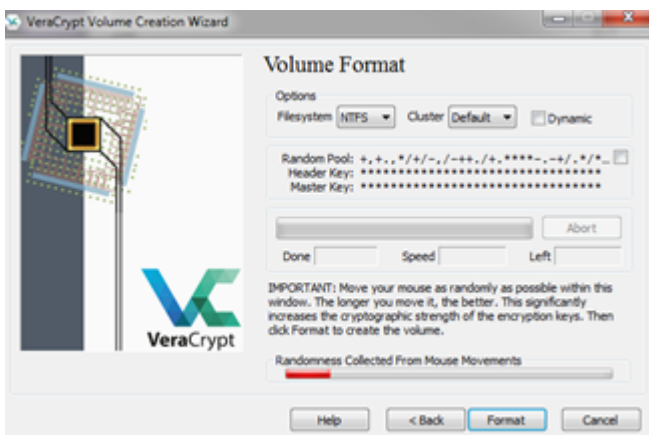 VeraCrypt Volume Creation Wizard
Volume Format
Options
Filesystem NTFS Cluster Default Dynamic
Random Pool: +,+.,*/+/-,/-++./+.****-.-+/.*/*...
Header Key: ********************************
Master Key: ********************************
Abort
Done Speed Left
IMPORTANT: Move your mouse as randomly as possible within this
window. The longer you move it, the better. This significantly
increases the cryptographic strength of the encryption keys. Then
click Format to create the volume.
VeraCrypt
Randomness Collected From Mouse Movements
Help < Back Format Cancel